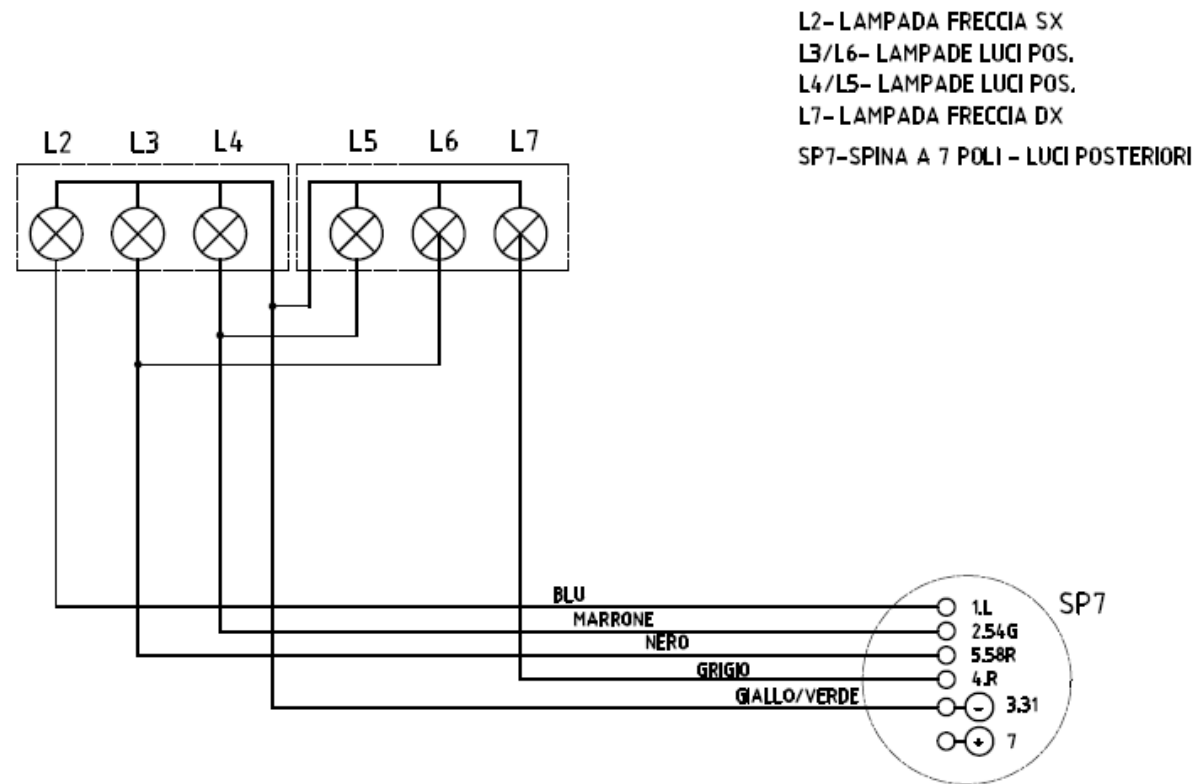 L2-LAMPADA FRECCIA SX
L3/L6-LAMPADE LUCI POS.
L4/L5-LAMPADE LUCI POS.
L7-LAMPADA FRECCIA DX
SP7-SPINA A 7 POLI - LUCI POSTERIORI
L2 L3 L4 L5 L6 L7
BLU
MARRONE
NERO
GRIGIO
GIALLO/VERDE
SP7
1.L
2.54G
5.58R
4.R
- 3.31
+ 7